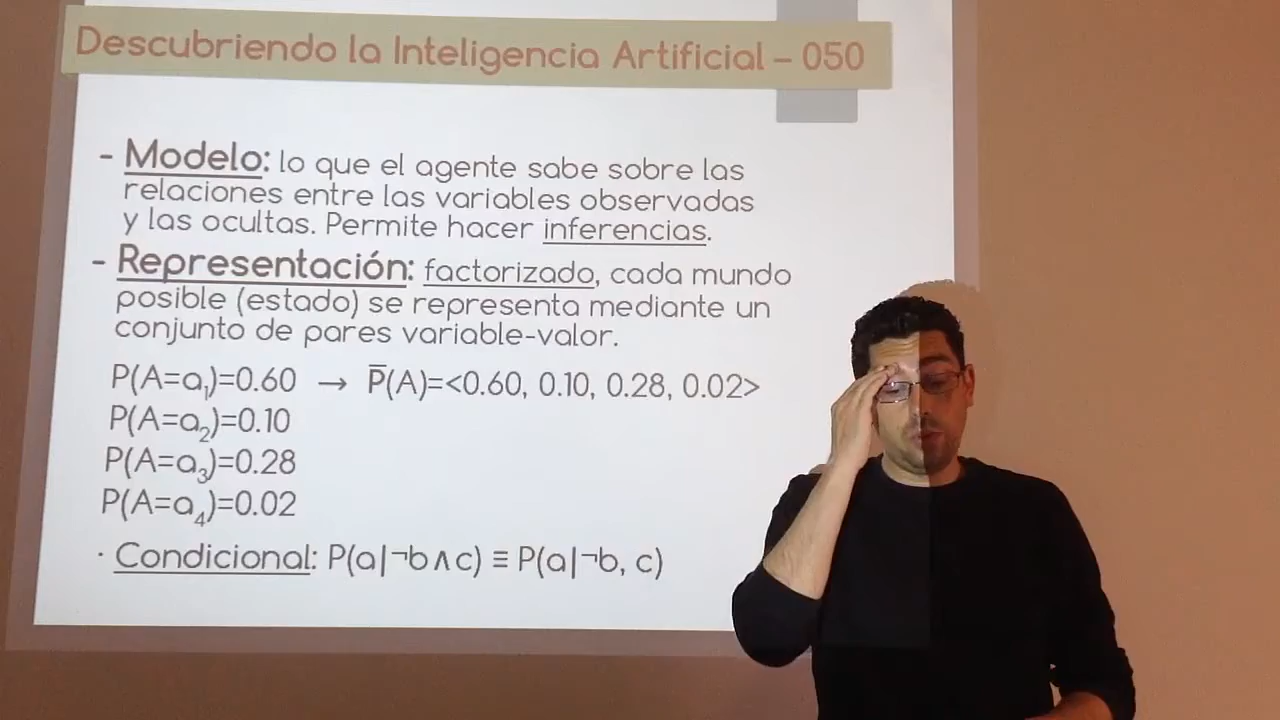 Descubriendo la Inteligencia Artificial – 050
- Modelo: lo que el agente sabe sobre las
relaciones entre las variables observadas
y las ocultas. Permite hacer inferencias.
- Representación: factorizado, cada mundo
posible (estado) se representa mediante un
conjunto de pares variable-valor.
P(A=a₁)=0.60 → P̅(A)=<0.60, 0.10, 0.28, 0.02>
P(A=a₂)=0.10
P(A=a₃)=0.28
P(A=a₄)=0.02
· Condicional: P(a|¬b∧c) ≡ P(a|¬b, c)